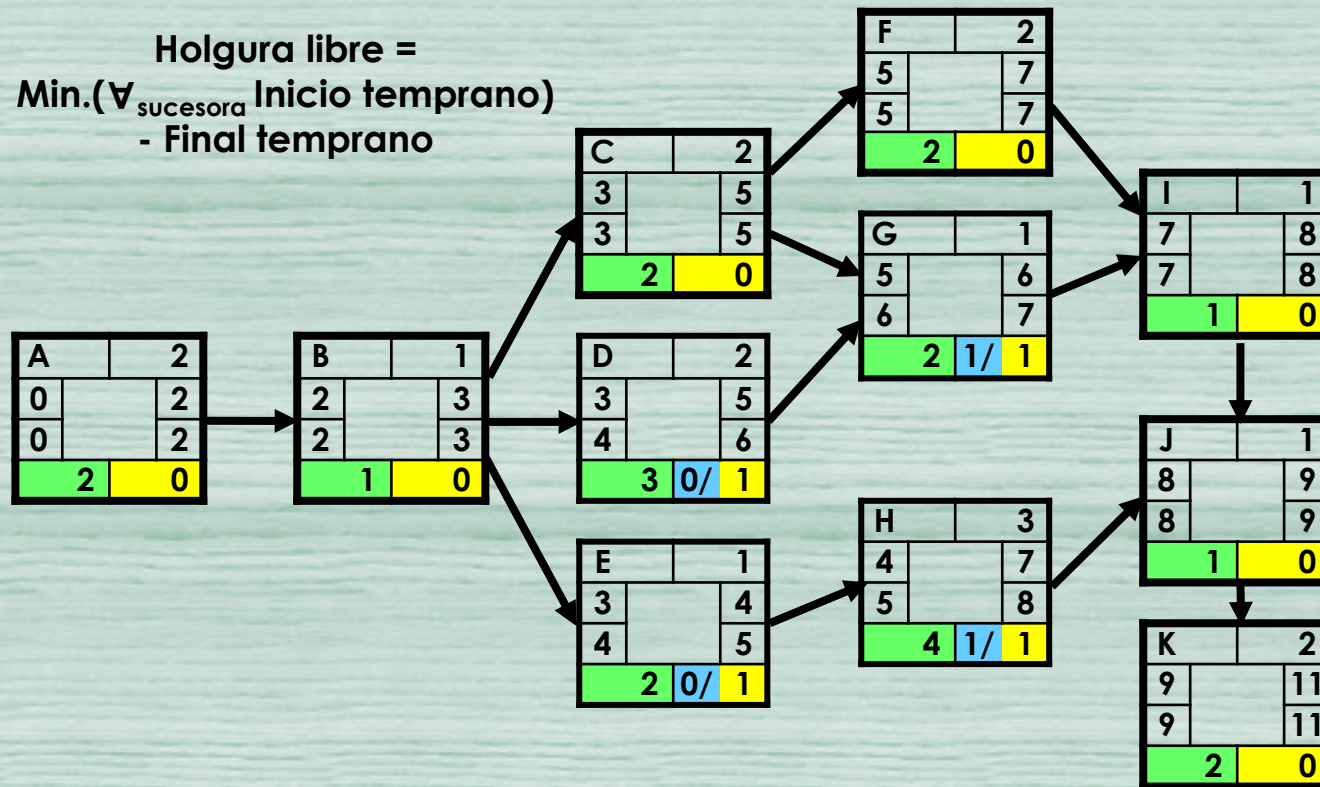 Holgura libre =
Min.(∀sucesora Inicio temprano)
- Final temprano
A 2
0 2
0 2
2 0
B 1
2 3
2 3
1 0
C 2
3 5
3 5
2 0
D 2
3 5
4 6
3 0/ 1
E 1
3 4
4 5
2 0/ 1
F 2
5 7
5 7
2 0
G 1
5 6
6 7
2 1/ 1
H 3
4 7
5 8
4 1/ 1
I 1
7 8
7 8
1 0
J 1
8 9
8 9
1 0
K 2
9 11
9 11
2 0